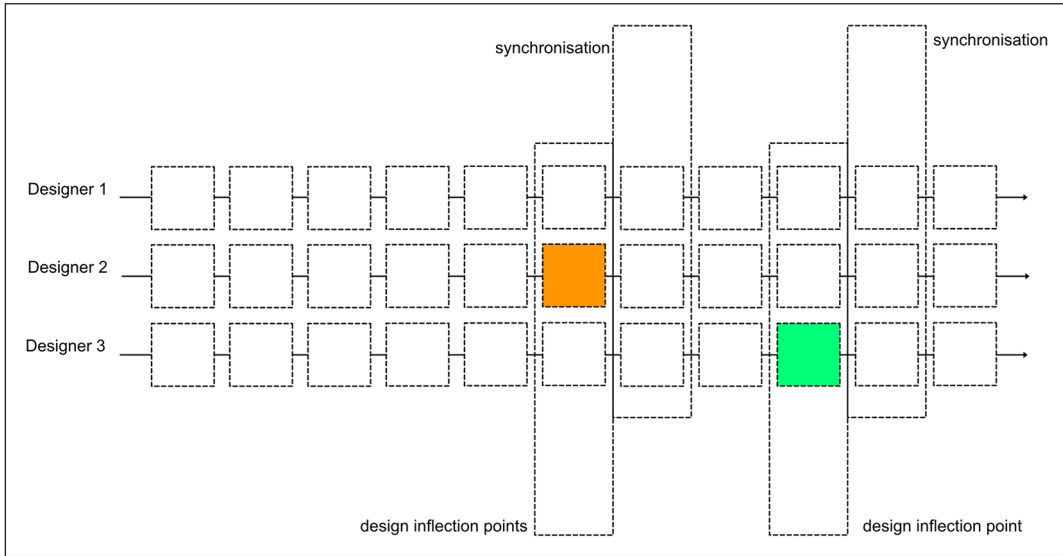 synchronisation
synchronisation
Designer 1
Designer 2
Designer 3
design inflection points
design inflection point